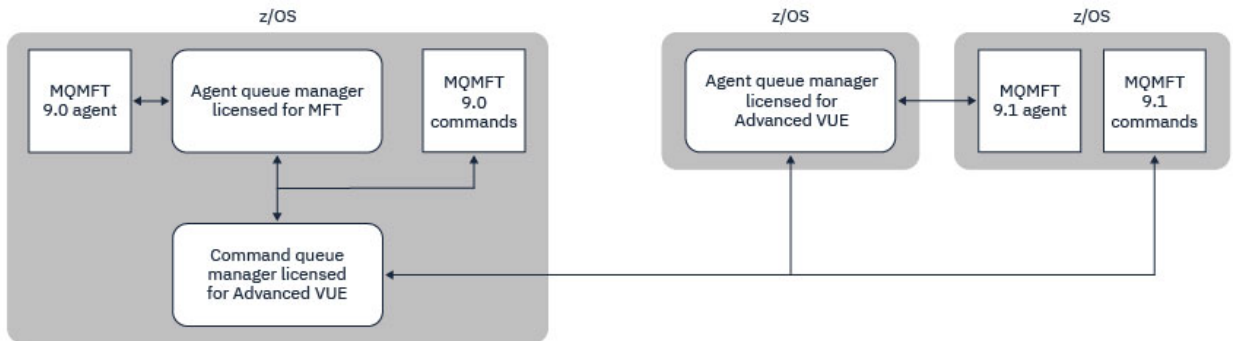 z/OS
z/OS
z/OS
MQMFT
9.0 agent
Agent queue manager
licensed for MFT
MQMFT
9.0
commands
Agent queue manager
licensed for
Advanced VUE
MQMFT
9.1 agent
MQMFT
9.1
commands
Command queue
manager licensed
for Advanced VUE